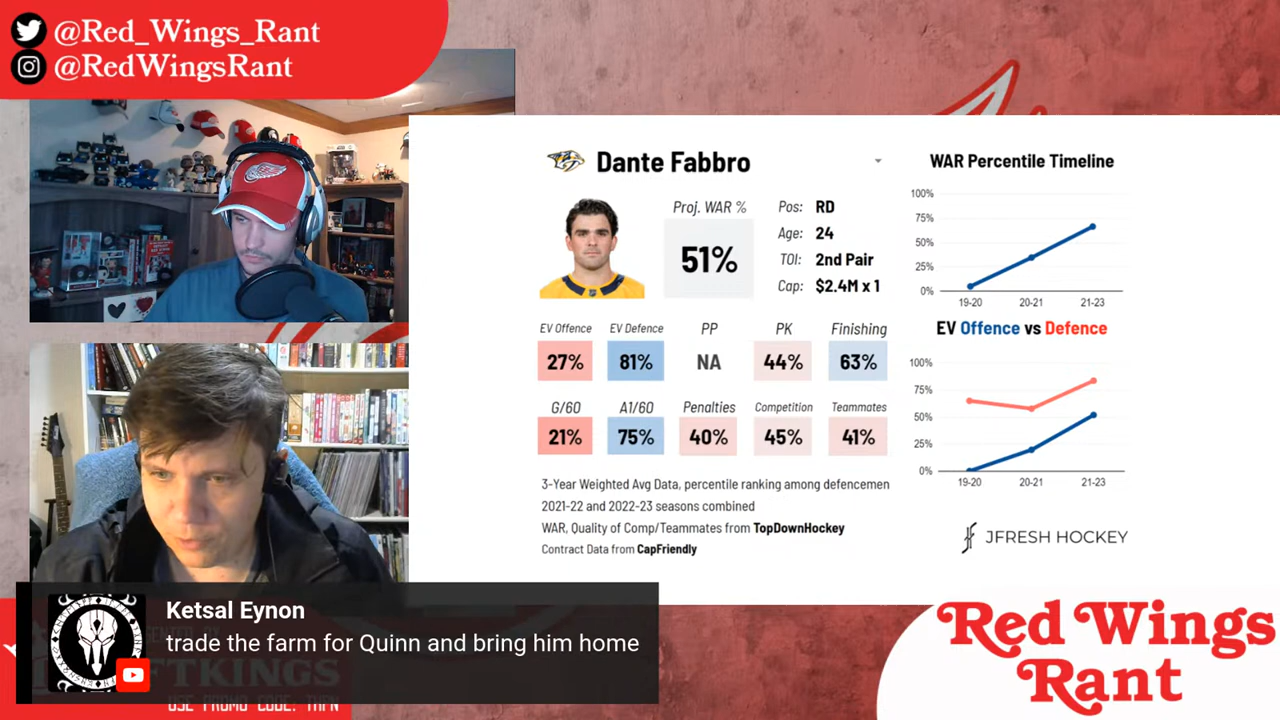 @Red_Wings_Rant
@RedWingsRant
Dante Fabbro
Proj. WAR %
51%
Pos: RD
Age: 24
TOI: 2nd Pair
Cap: $2.4M x 1
EV Offence EV Defence PP PK Finishing
27% 81% NA 44% 63%
G/60 A1/60 Penalties Competition Teammates
21% 75% 40% 45% 41%
3-Year Weighted Avg Data, percentile ranking among defencemen
2021-22 and 2022-23 seasons combined
WAR, Quality of Comp/Teammates from TopDownHockey
Contract Data from CapFriendly
WAR Percentile Timeline
100%
75%
50%
25%
0%
19-20 20-21 21-23
EV Offence vs Defence
100%
75%
50%
25%
0%
19-20 20-21 21-23
JFRESH HOCKEY
Ketsal Eynon
trade the farm for Quinn and bring him home
FTKINGS
USE PROMO CODE: THPN
Red Wings
Rant